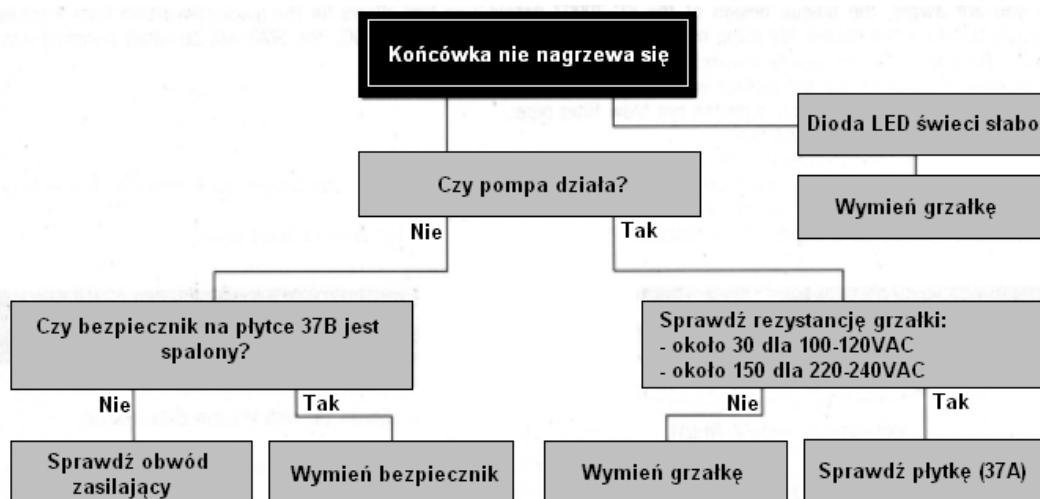 Końcówka nie nagrzewa się
Dioda LED świeci słabo
Czy pompa działa?
Wymień grzałkę
Nie
Tak
Czy bezpiecznik na płytce 37B jest
spalony?
Sprawdź rezystancję grzałki:
- około 30 dla 100-120VAC
- około 150 dla 220-240VAC
Nie
Tak
Nie
Tak
Sprawdź obwód
zasilający
Wymień bezpiecznik
Wymień grzałkę
Sprawdź płytkę (37A)